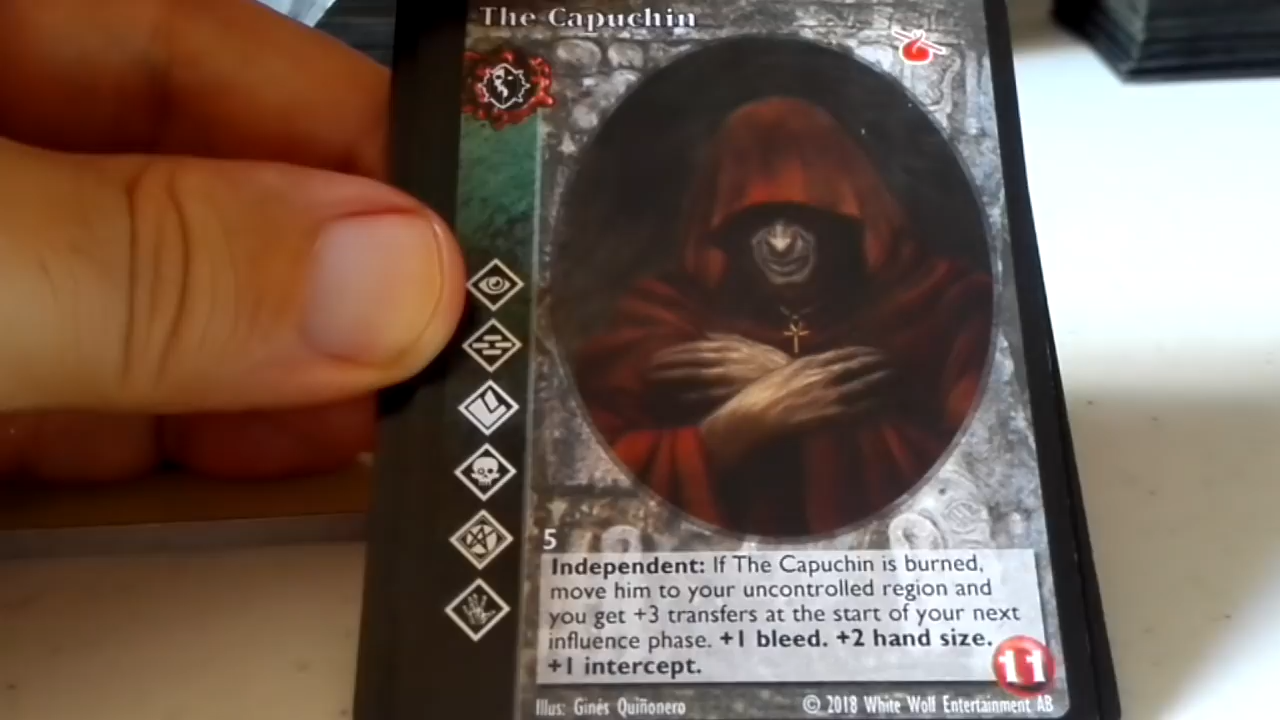 The Capuchin
5
Independent: If The Capuchin is burned,
move him to your uncontrolled region and
you get +3 transfers at the start of your next
influence phase. +1 bleed. +2 hand size.
+1 intercept.
11
Illus: Ginés Quiñonero
© 2018 White Wolf Entertainment AB